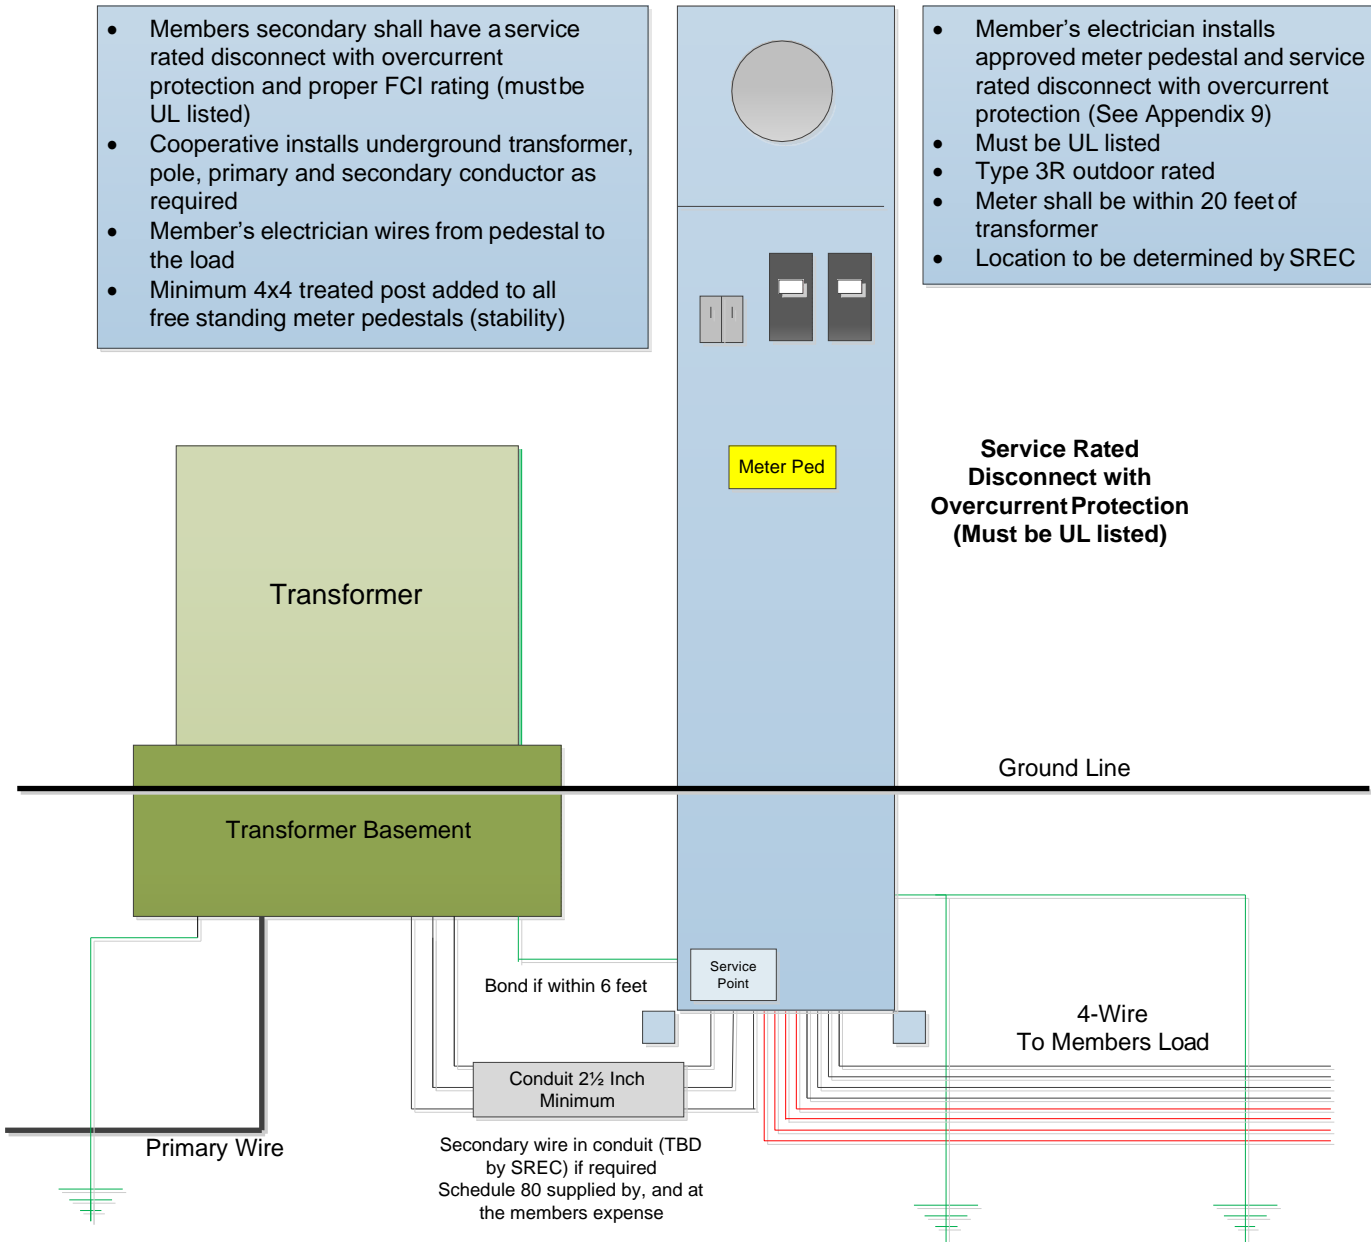 • Members secondary shall have a service
rated disconnect with overcurrent
protection and proper FCI rating (must be
UL listed)
• Cooperative installs underground transformer,
pole, primary and secondary conductor as
required
• Member's electrician wires from pedestal to
the load
• Minimum 4x4 treated post added to all
free standing meter pedestals (stability)
• Member's electrician installs
approved meter pedestal and service
rated disconnect with overcurrent
protection (See Appendix 9)
• Must be UL listed
• Type 3R outdoor rated
• Meter shall be within 20 feet of
transformer
• Location to be determined by SREC
Meter Ped
Service Rated
Disconnect with
Overcurrent Protection
(Must be UL listed)
Transformer
Ground Line
Transformer Basement
Bond if within 6 feet
Service
Point
4-Wire
To Members Load
Conduit 2½ Inch
Minimum
Primary Wire
Secondary wire in conduit (TBD
by SREC) if required
Schedule 80 supplied by, and at
the members expense